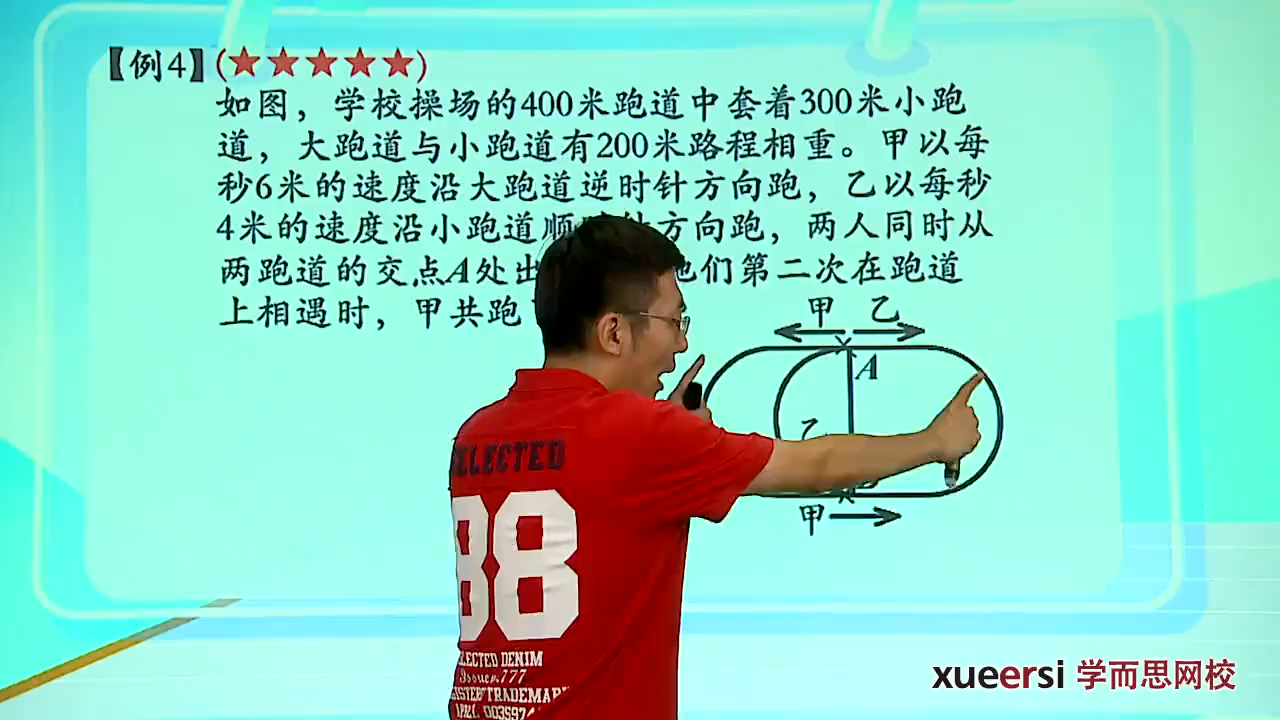 【例4】(★★★★★)
如图，学校操场的400米跑道中套着300米小跑
道，大跑道与小跑道有200米路程相重。甲以每
秒6米的速度沿大跑道逆时针方向跑，乙以每秒
4米的速度沿小跑道顺 方向跑，两人同时从
两跑道的交点A处出 他们第二次在跑道
上相遇时，甲共跑
甲 乙
A
乙
甲
SELECTED
88
SELECTED DENIM
777
TRADEMAR
xueersi 学而思网校